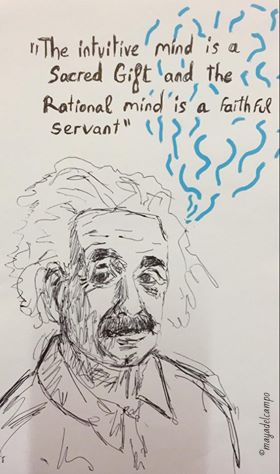 "The intuitive mind is a
Sacred Gift and the
Rational mind is a faithful
servant"
©mayadelcampo